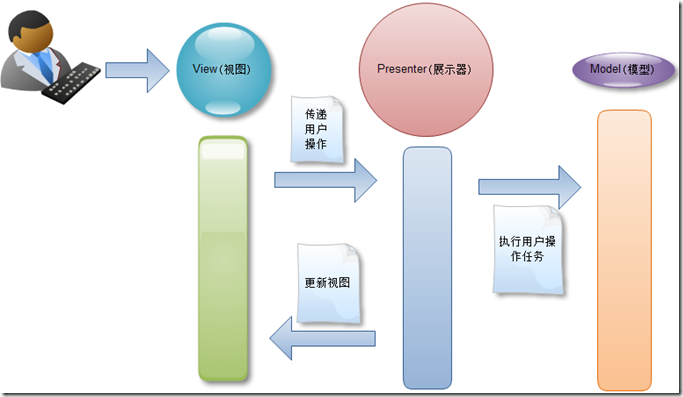 View(视图)
Presenter(展示器)
Model(模型)
传递
用户
操作
执行用户操
作任务
更新视图